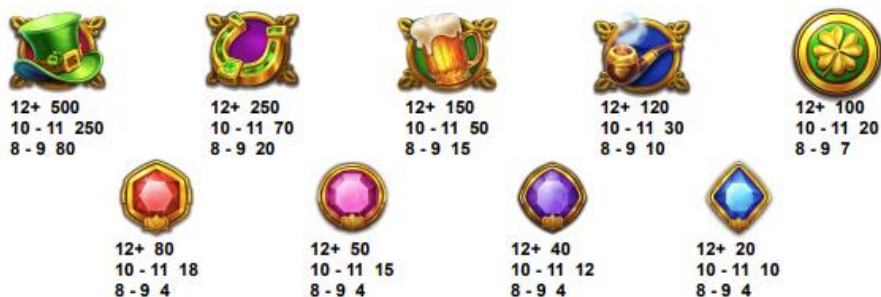 12+ 500
10 - 11 250
8 - 9 80
12+ 250
10 - 11 70
8 - 9 20
12+ 150
10 - 11 50
8 - 9 15
12+ 120
10 - 11 30
8 - 9 10
12+ 100
10 - 11 20
8 - 9 7
12+ 80
10 - 11 18
8 - 9 4
12+ 50
10 - 11 15
8 - 9 4
12+ 40
10 - 11 12
8 - 9 4
12+ 20
10 - 11 10
8 - 9 4